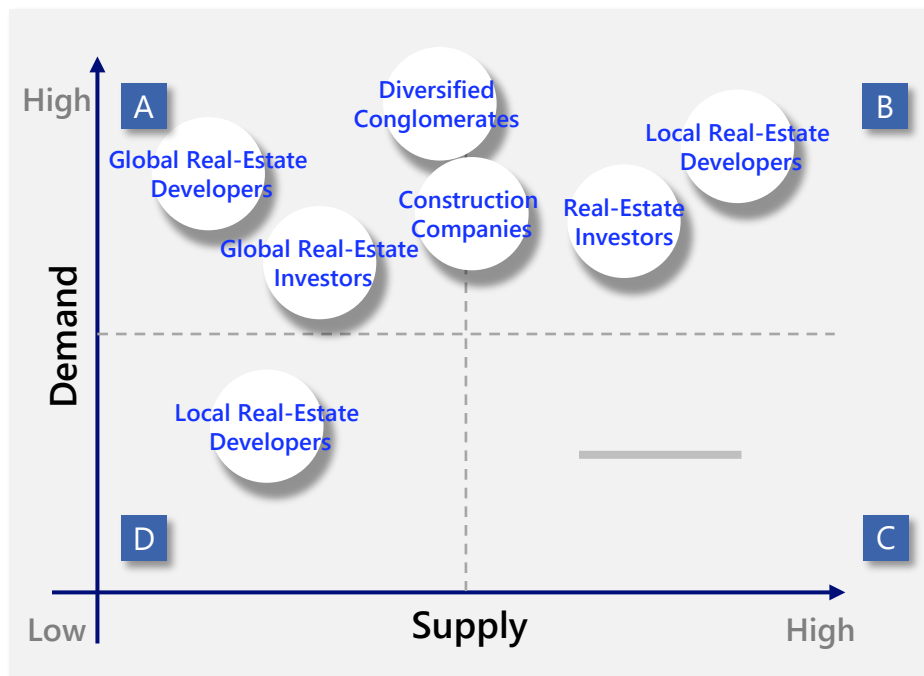 High
A
B
Diversified
Conglomerates
Local Real-Estate
Developers
Global Real-Estate
Developers
Construction
Companies
Real-Estate
Investors
Global Real-Estate
Investors
Demand
Local Real-Estate
Developers
D
C
Low
Supply
High